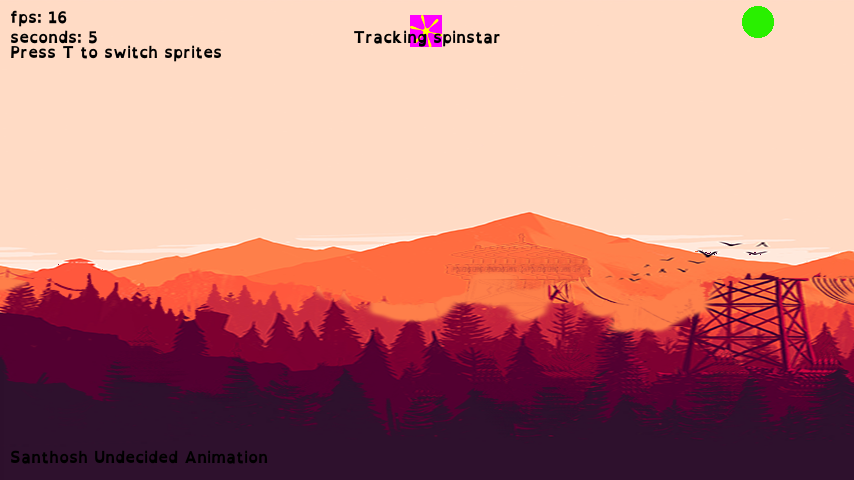 fps: 16
seconds: 5
Press T to switch sprites
Tracking spinstar
Santhosh Undecided Animation